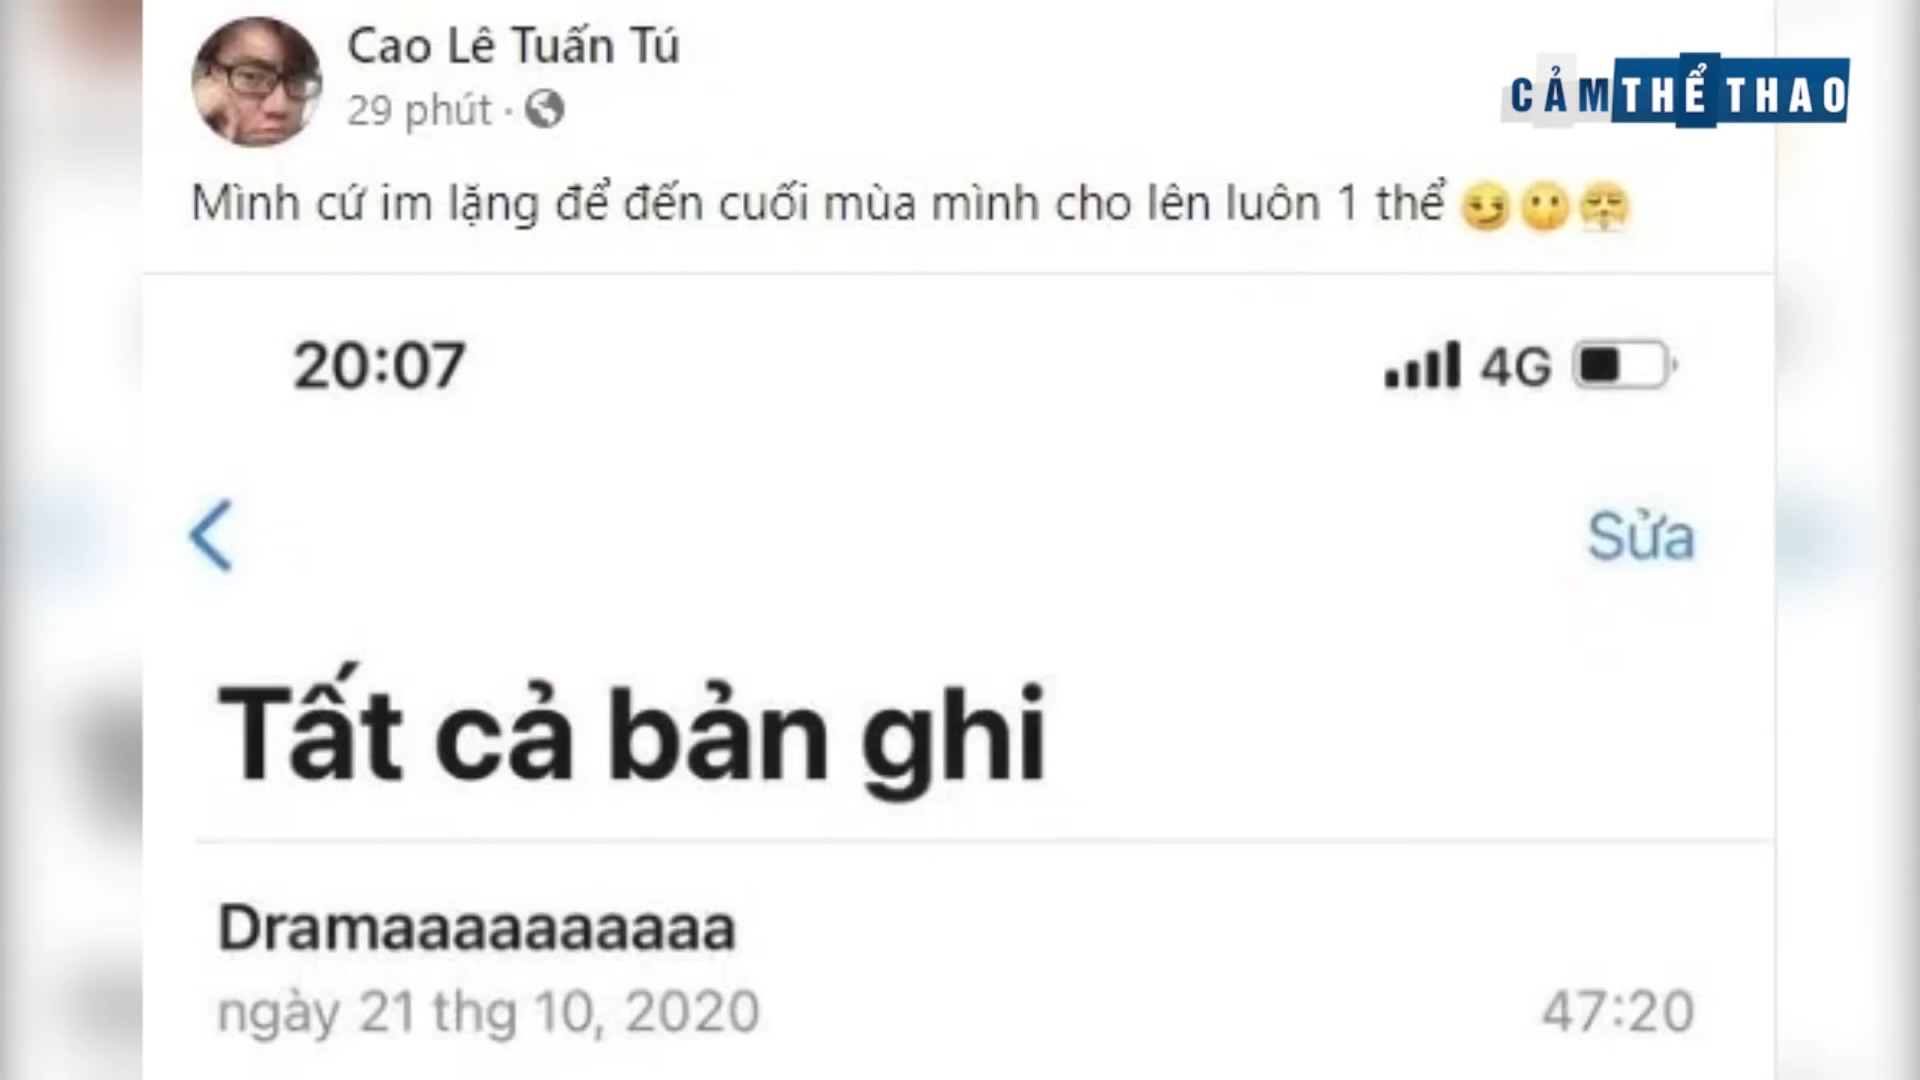 Cao Lê Tuấn Tú
29 phút ·
CẢM THỂ THAO
Mình cứ im lặng để đến cuối mùa mình cho lên luôn 1 thể 😏😶😤
20:07
4G
Sửa
Tất cả bản ghi
Dramaaaaaaaaaaa
ngày 21 thg 10, 2020
47:20